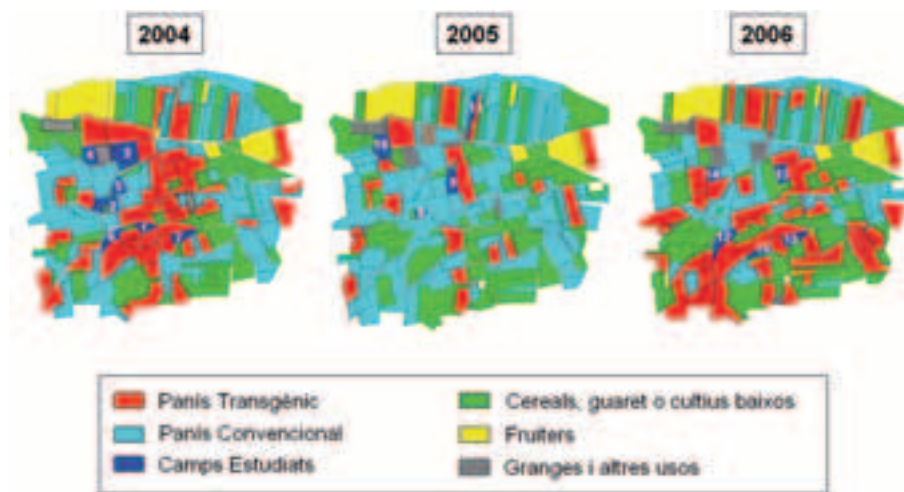 2004 2005 2006
Panís Transgènic
Panís Convencional
Camps Estudiats
Cereals, guaret o cultius baixos
Fruiters
Granges i altres usos